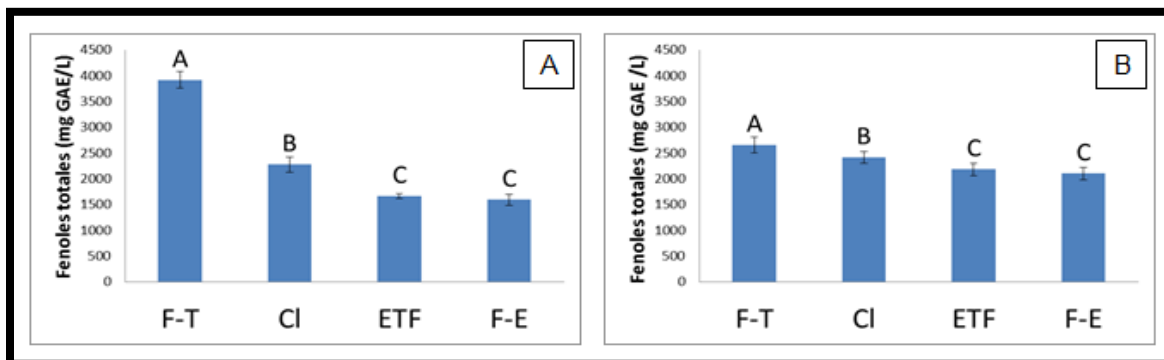 A
Fenoles totales (mg GAE/L)
4500
4000
3500
3000
2500
2000
1500
1000
500
0
A
B
C
C
F-T
Cl
ETF
F-E
B
Fenoles totales (mg GAE /L)
4500
4000
3500
3000
2500
2000
1500
1000
500
0
A
B
C
C
F-T
Cl
ETF
F-E